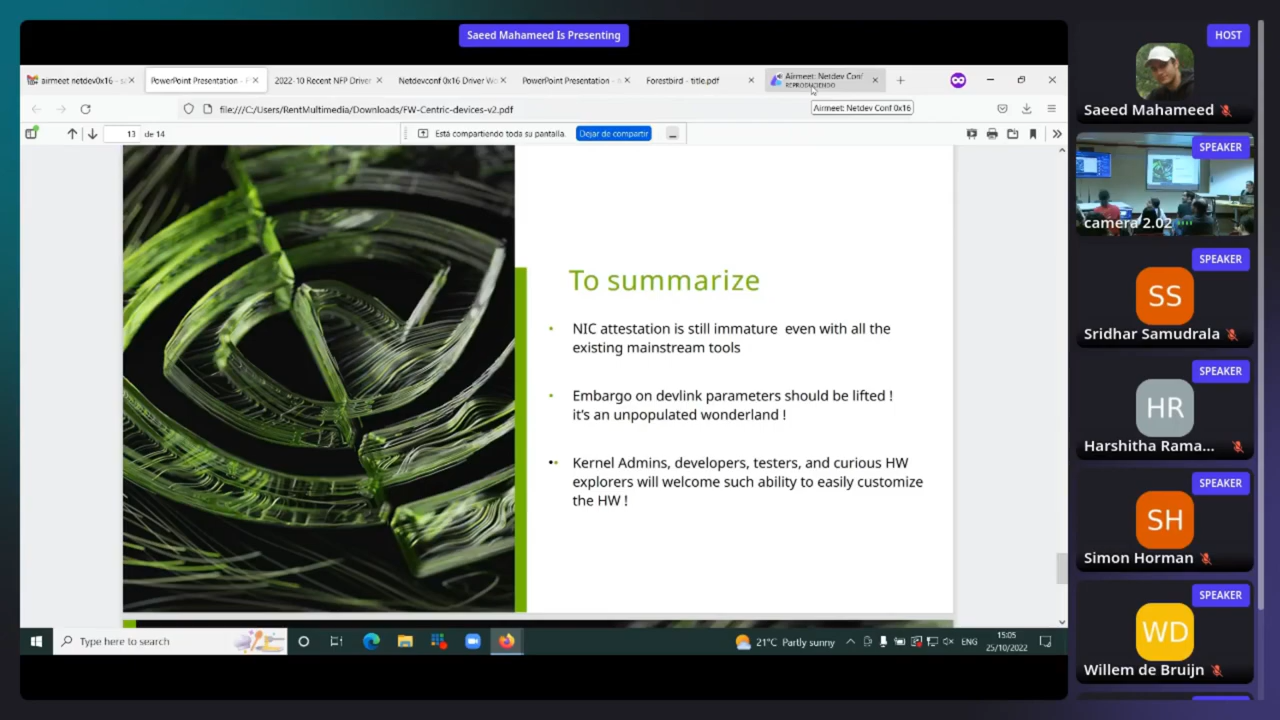 Saeed Mahameed Is Presenting
airmeet netdev0x16 - s
PowerPoint Presentation - F
2022-10 Recent NFP Driver
Netdevconf 0x16 Driver Wo
PowerPoint Presentation -
Forestbird - title.pdf
Airmeet: Netdev Conf
REPRODUCIENDO
file:///C:/Users/RentMultimedia/Downloads/FW-Centric-devices-v2.pdf
Airmeet: Netdev Conf 0x16
13 de 14
Está compartiendo toda su pantalla.
Dejar de compartir
To summarize
• NIC attestation is still immature even with all the
existing mainstream tools
• Embargo on devlink parameters should be lifted !
it's an unpopulated wonderland !
• Kernel Admins, developers, testers, and curious HW
explorers will welcome such ability to easily customize
the HW !
Type here to search
21°C Partly sunny
ENG
15:05
25/10/2022
HOST
Saeed Mahameed
SPEAKER
camera 2.02
SPEAKER
SS
Sridhar Samudrala
SPEAKER
HR
Harshitha Rama...
SPEAKER
SH
Simon Horman
SPEAKER
WD
Willem de Bruijn